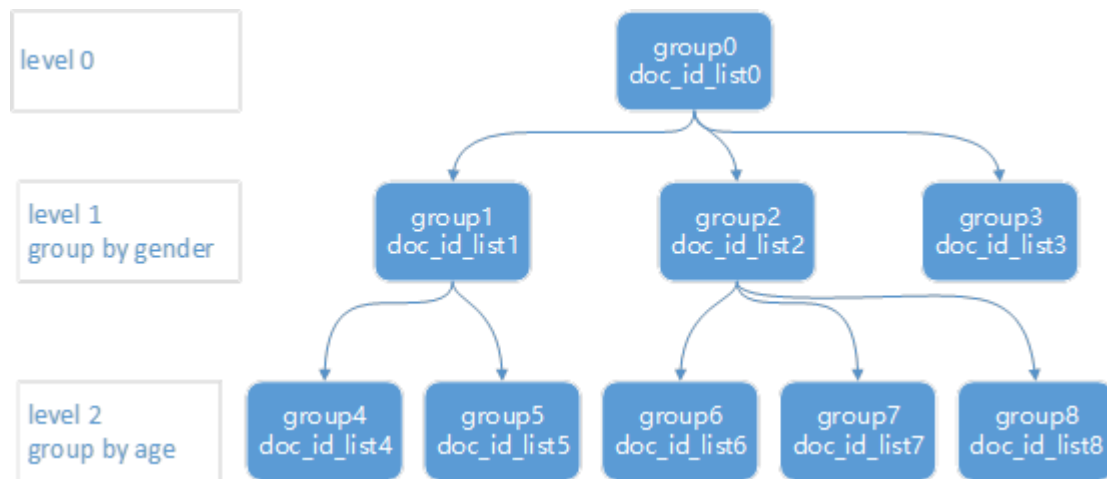 level 0
group0
doc_id_list0
level 1
group by gender
group1
doc_id_list1
group2
doc_id_list2
group3
doc_id_list3
level 2
group by age
group4
doc_id_list4
group5
doc_id_list5
group6
doc_id_list6
group7
doc_id_list7
group8
doc_id_list8